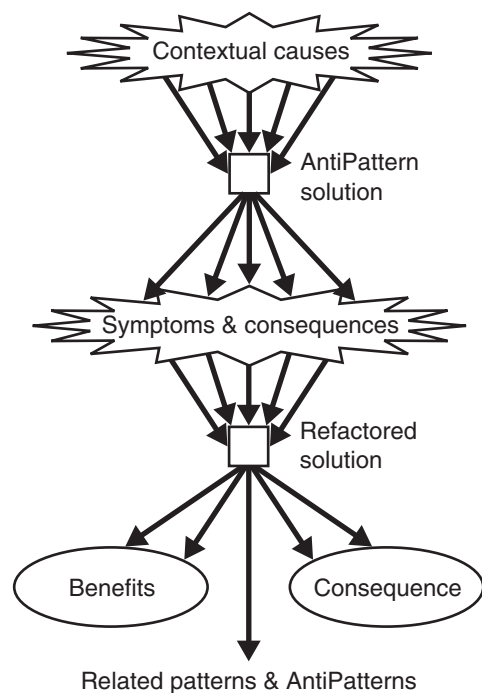 Contextual causes
AntiPattern
solution
Symptoms & consequences
Refactored
solution
Benefits
Consequence
Related patterns & AntiPatterns